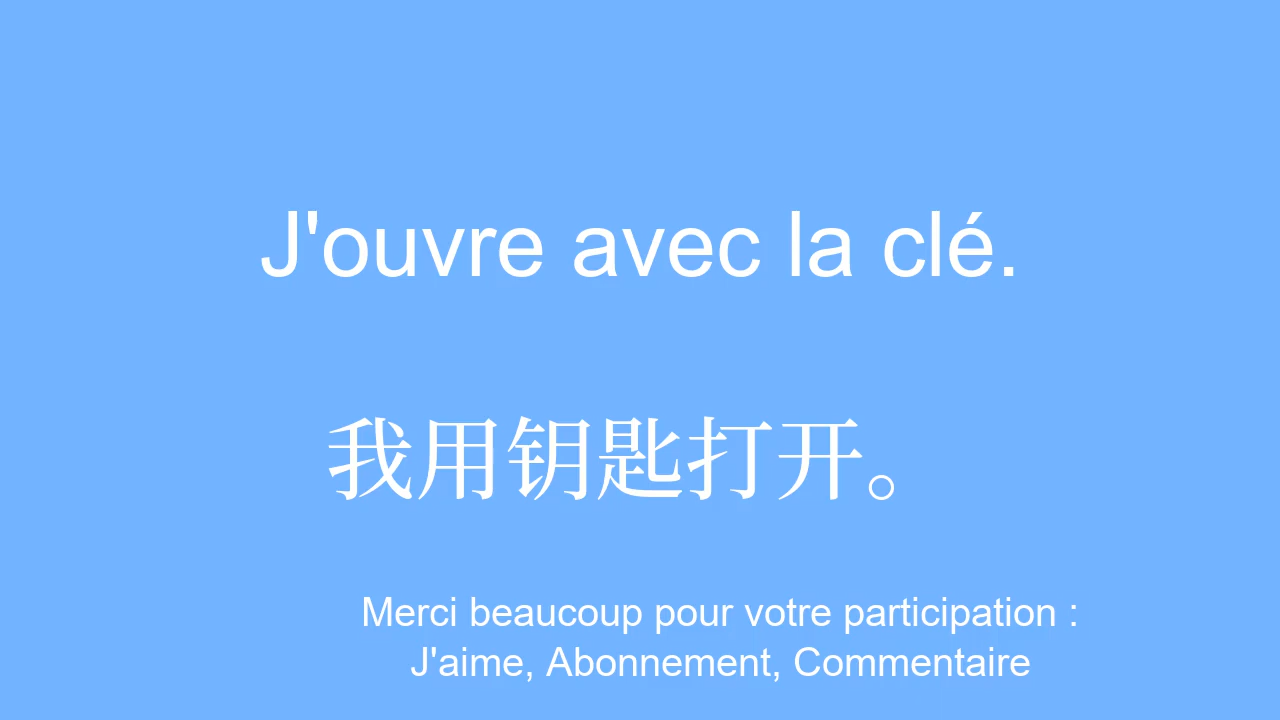 J'ouvre avec la clé.
我用钥匙打开。
Merci beaucoup pour votre participation :
J'aime, Abonnement, Commentaire